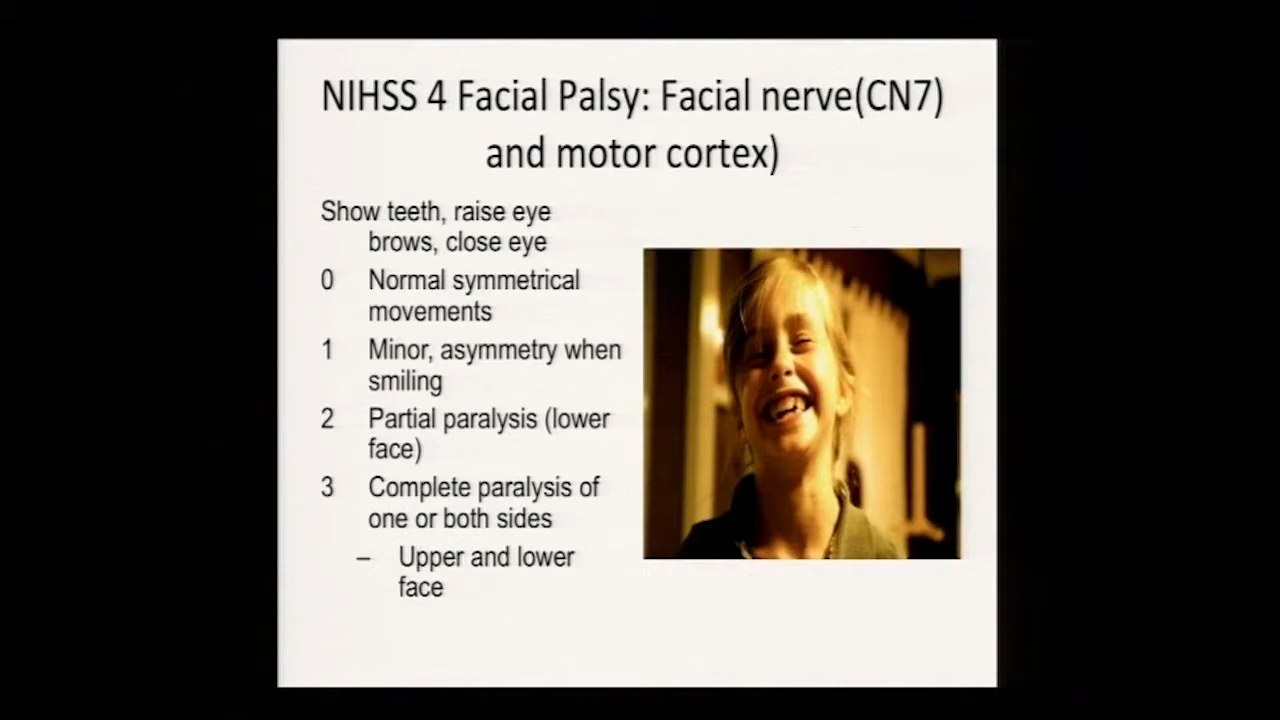 NIHSS 4 Facial Palsy: Facial nerve(CN7)
and motor cortex)
Show teeth, raise eye
brows, close eye
0 Normal symmetrical
movements
1 Minor, asymmetry when
smiling
2 Partial paralysis (lower
face)
3 Complete paralysis of
one or both sides
– Upper and lower
face